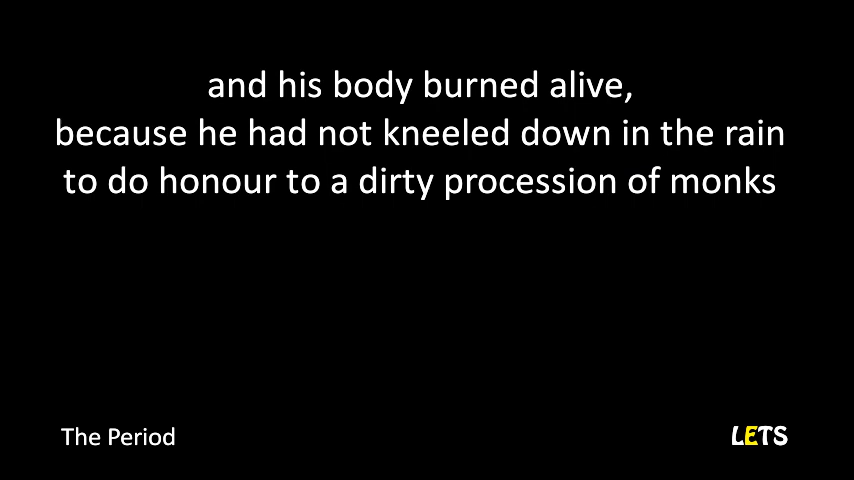 and his body burned alive,
because he had not kneeled down in the rain
to do honour to a dirty procession of monks
The Period
LETS